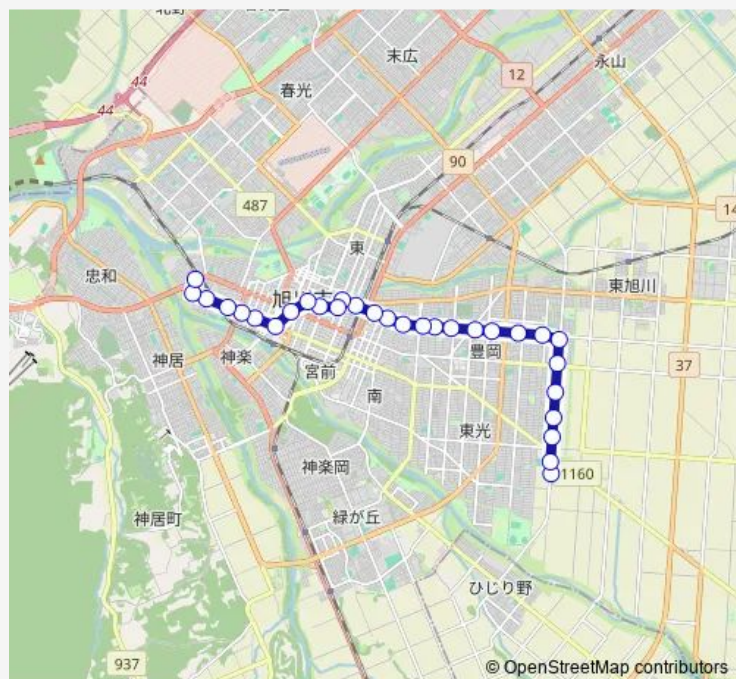 44
12
末広
永山
春光
44
90
487
東
14
忠和
東旭川
神居
神楽
豊岡
宮前
37
南
東光
神楽岡
1160
神居町
緑が丘
ひじり野
937
© OpenStreetMap contributors